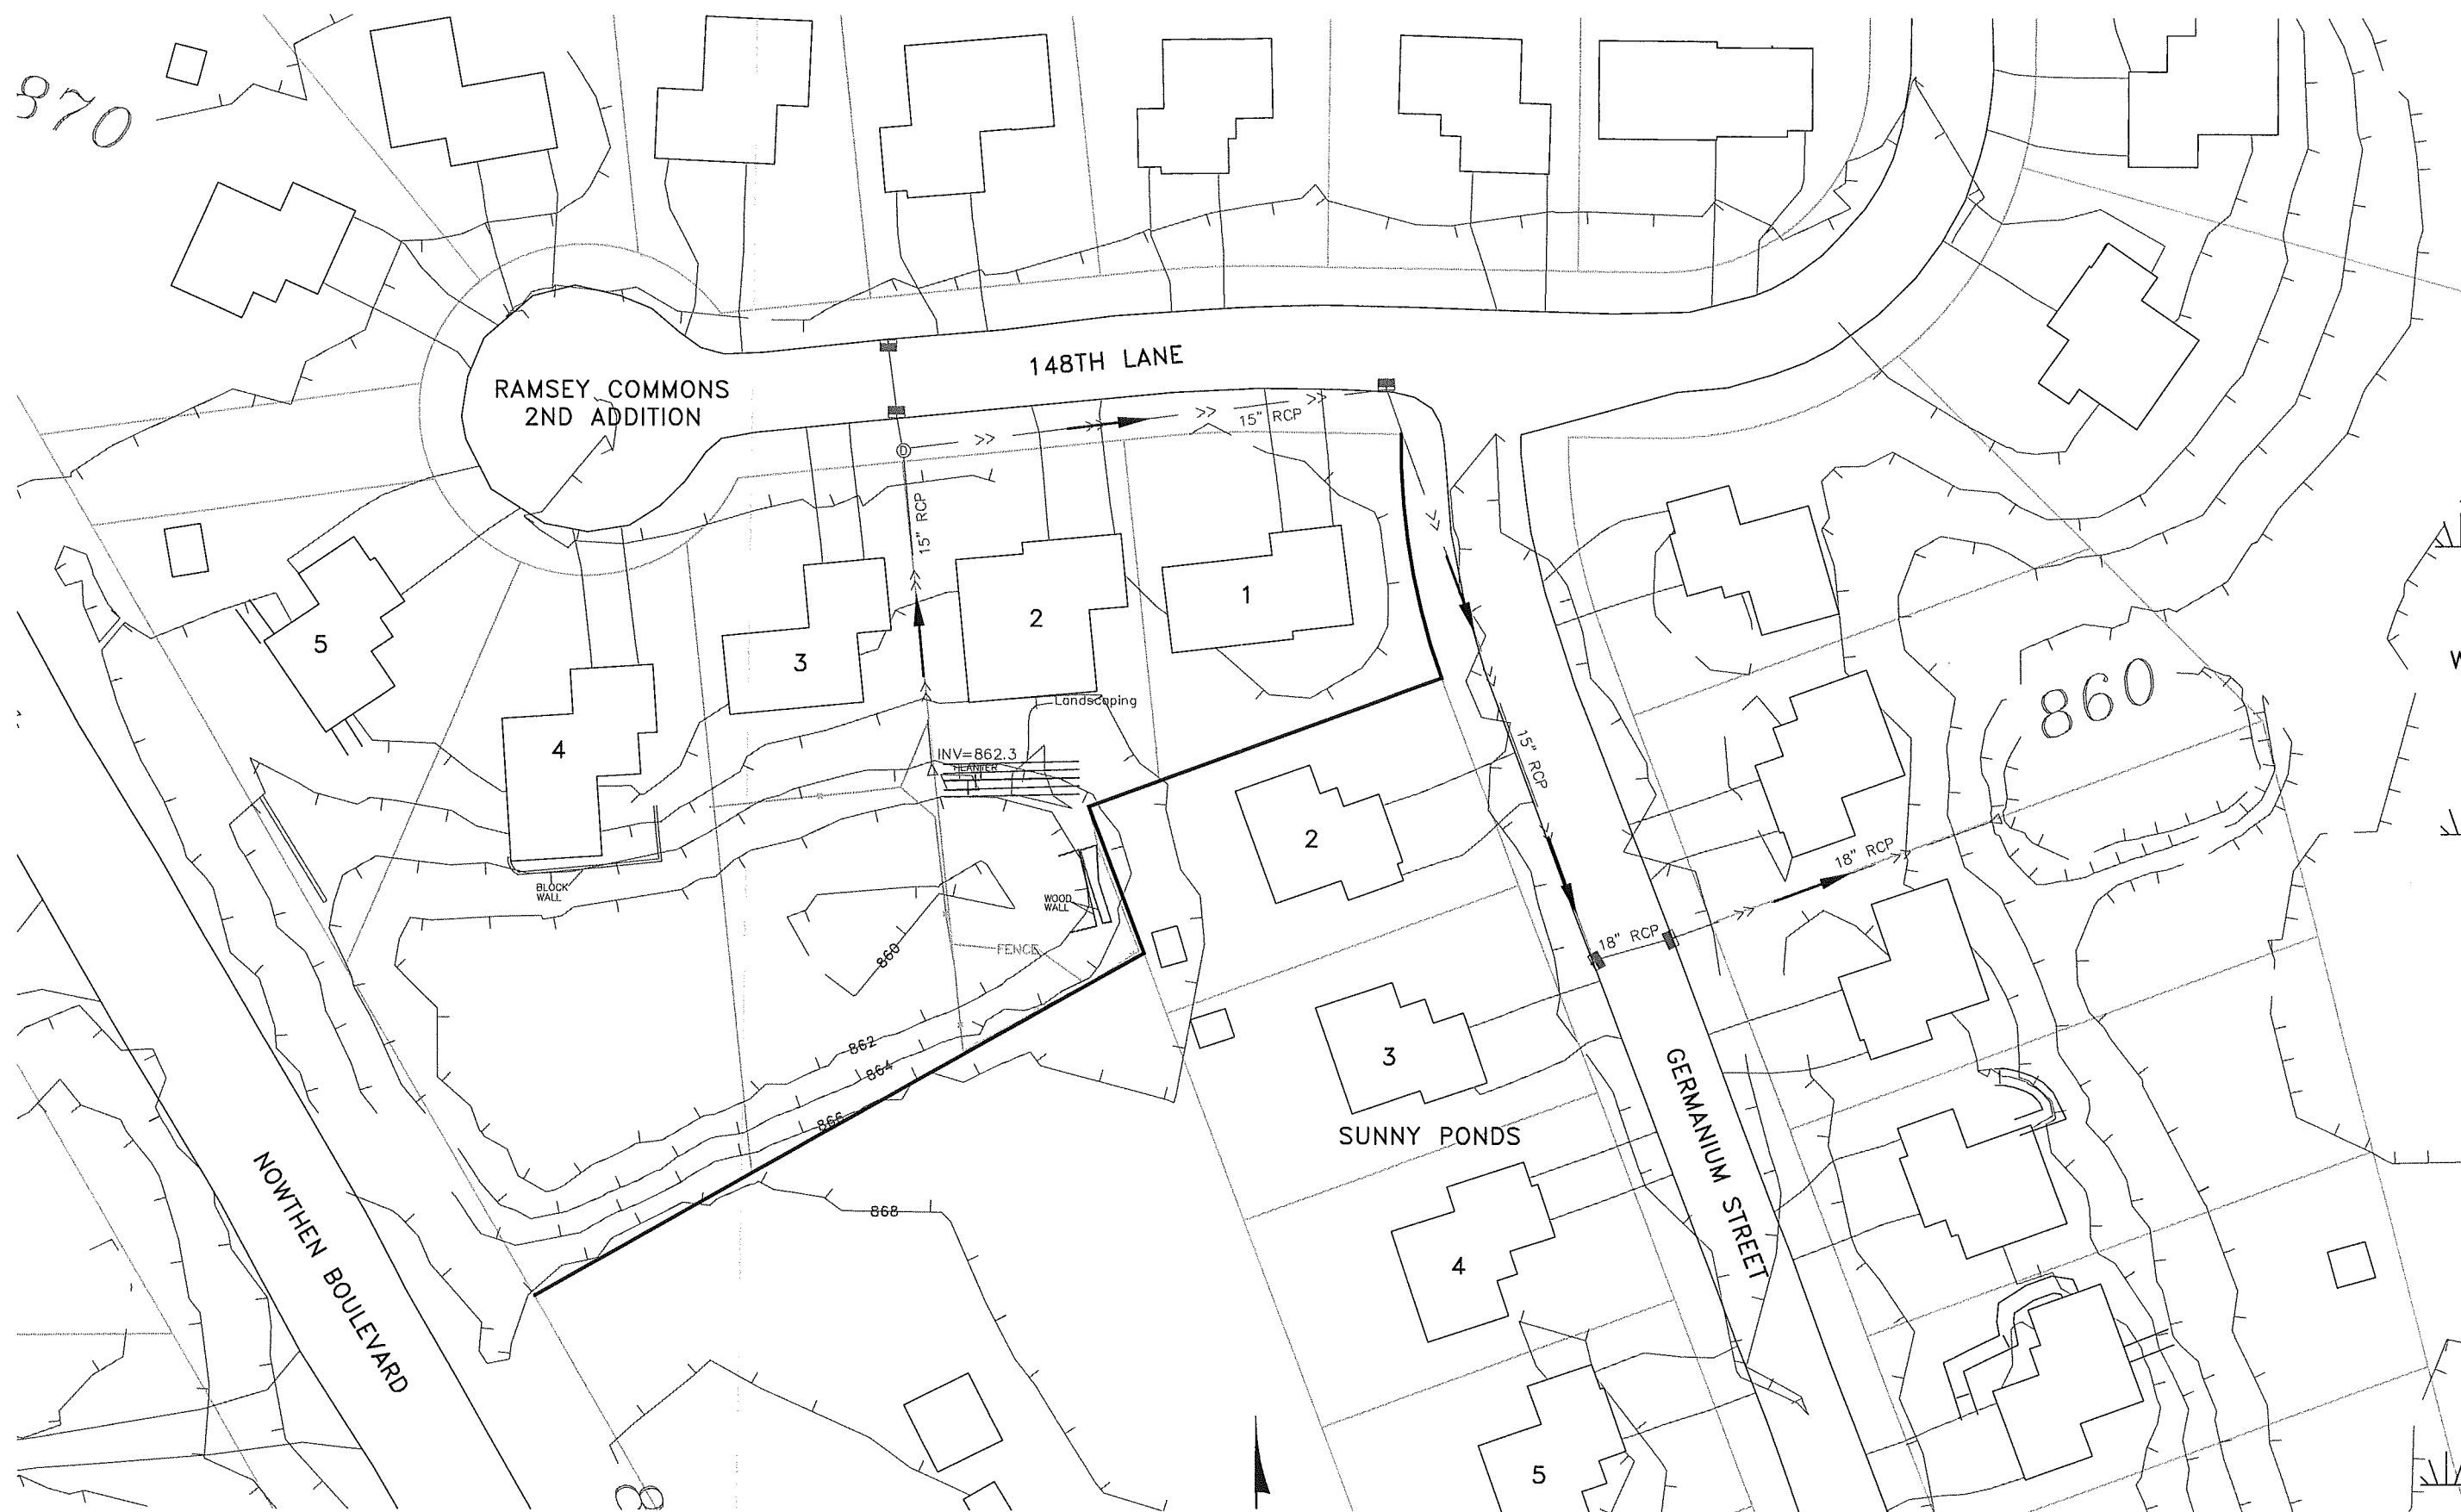 870
148TH LANE
RAMSEY COMMONS
2ND ADDITION
15" RCP
D
15" RCP
1
2
5
3
4
860
Landscaping
INV=862.3
PLANTER
15" RCP
2
18" RCP
BLOCK
WALL
WOOD
WALL
860
FENCE
18" RCP
862
3
864
866
SUNNY PONDS
GERMANIUM STREET
868
NOWTHEN BOULEVARD
4
5